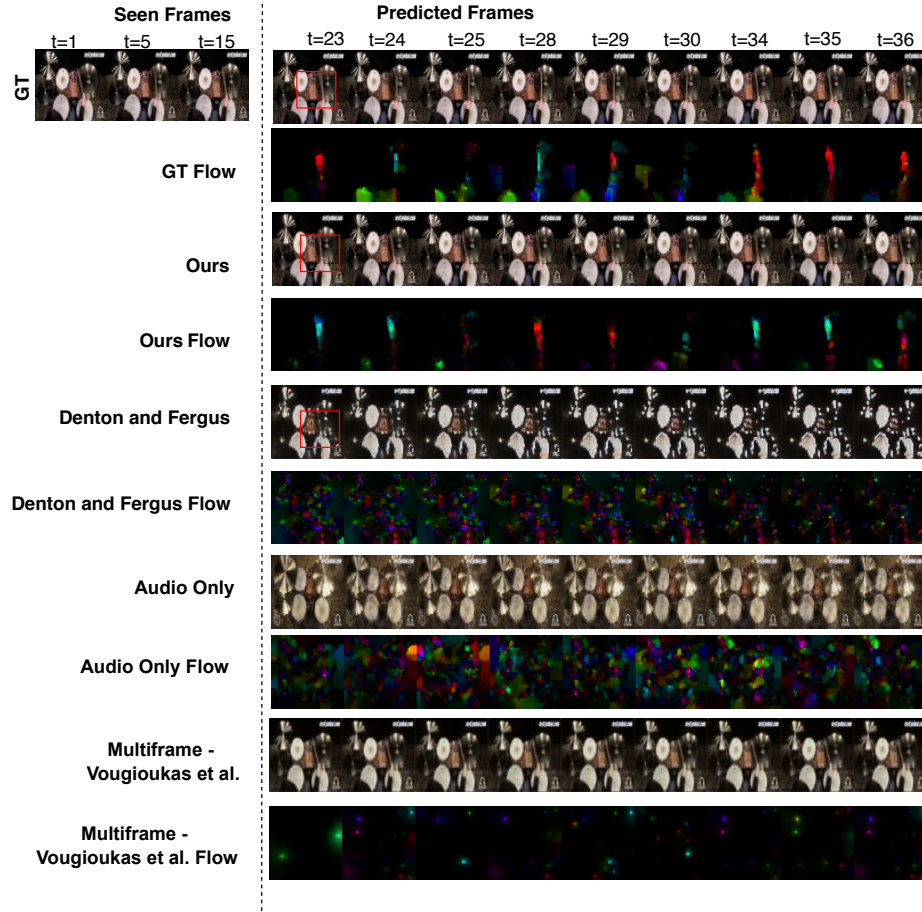 Seen Frames
Predicted Frames
t=1 t=5 t=15
t=23 t=24 t=25 t=28 t=29 t=30 t=34 t=35 t=36
GT
GT Flow
Ours
Ours Flow
Denton and Fergus
Denton and Fergus Flow
Audio Only
Audio Only Flow
Multiframe -
Vougioukas et al.
Multiframe -
Vougioukas et al. Flow